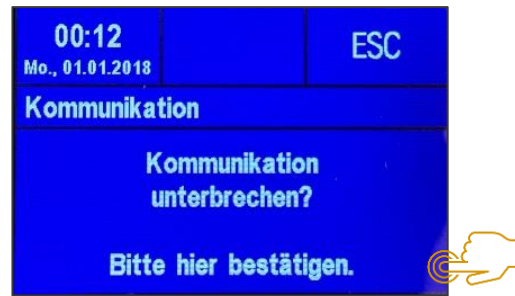 00:12
Mo., 01.01.2018
ESC
Kommunikation
Kommunikation
unterbrechen?
Bitte hier bestätigen.